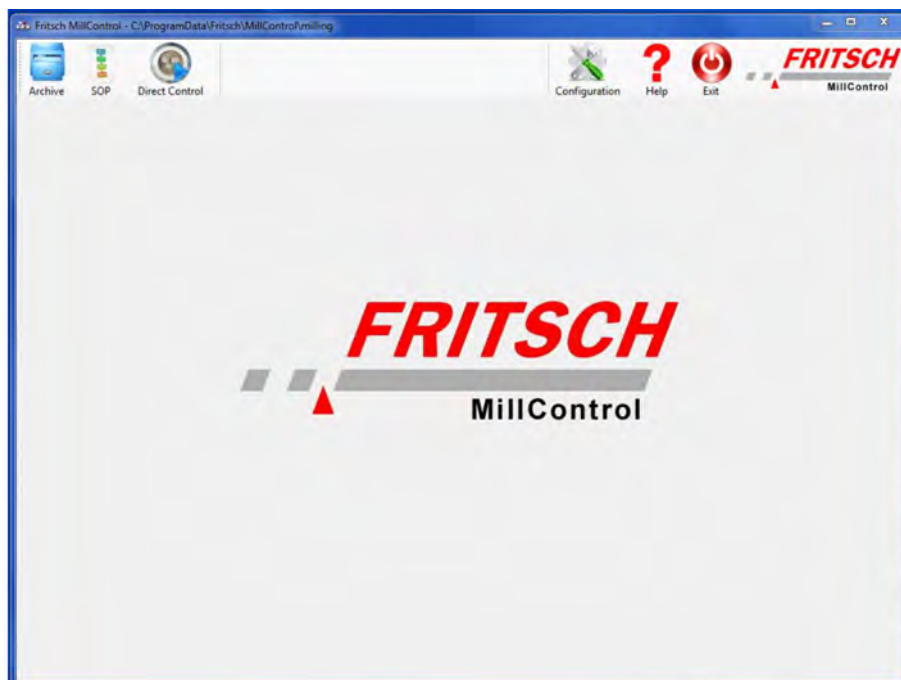 Fritsch MillControl - C:\ProgramData\Fritsch\MillControl\milling
Archive
SOP
Direct Control
Configuration
Help
Exit
FRITSCH
MillControl
FRITSCH
MillControl